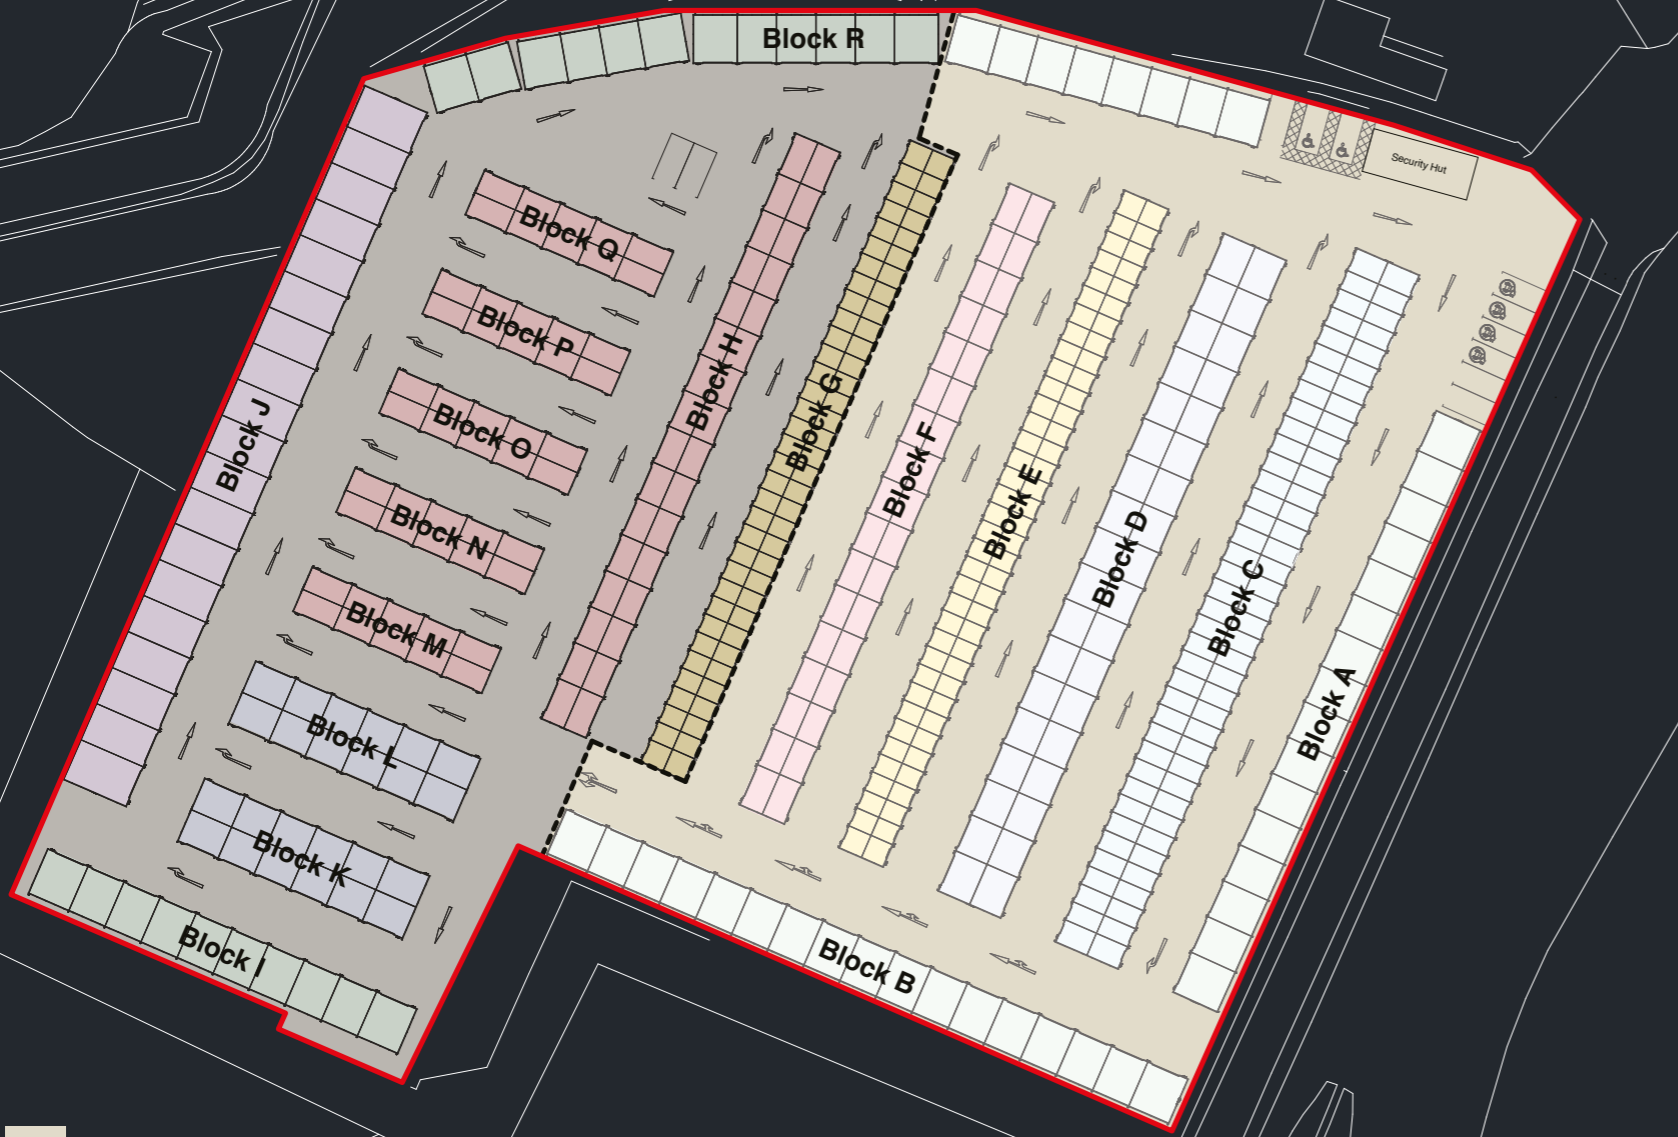 Block R
Security Hut
Block Q
Block P
Block H
Block J
Block O
Block G
Block F
Block N
Block E
Block D
Block M
Block C
Block L
Block A
Block K
Block I
Block B